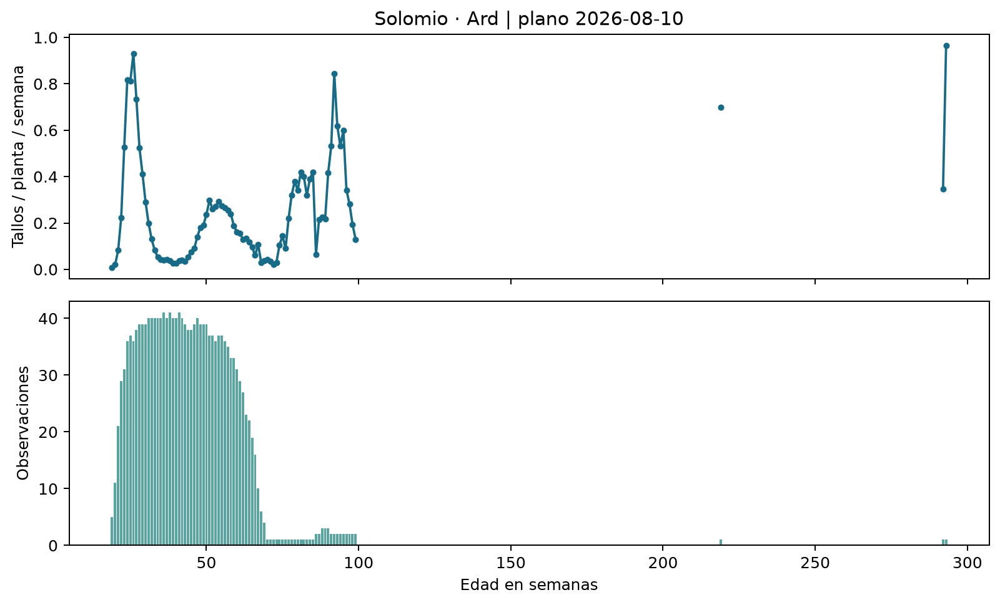 Solomio · Ard | plano 2026-08-10
Tallos / planta / semana
1.0
0.8
0.6
0.4
0.2
0.0
Observaciones
40
30
20
10
0
50 100 150 200 250 300
Edad en semanas